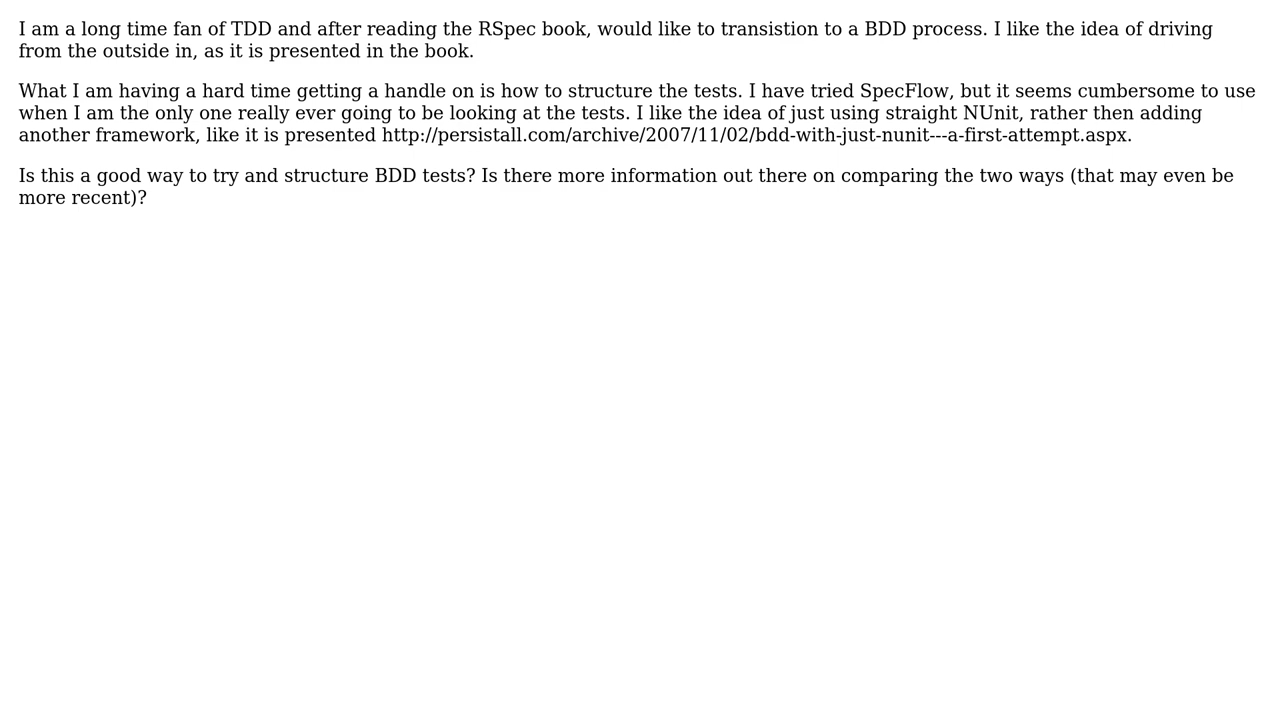 I am a long time fan of TDD and after reading the RSpec book, would like to transistion to a BDD process. I like the idea of driving
from the outside in, as it is presented in the book.
What I am having a hard time getting a handle on is how to structure the tests. I have tried SpecFlow, but it seems cumbersome to use
when I am the only one really ever going to be looking at the tests. I like the idea of just using straight NUnit, rather then adding
another framework, like it is presented http://persistall.com/archive/2007/11/02/bdd-with-just-nunit---a-first-attempt.aspx.
Is this a good way to try and structure BDD tests? Is there more information out there on comparing the two ways (that may even be
more recent)?